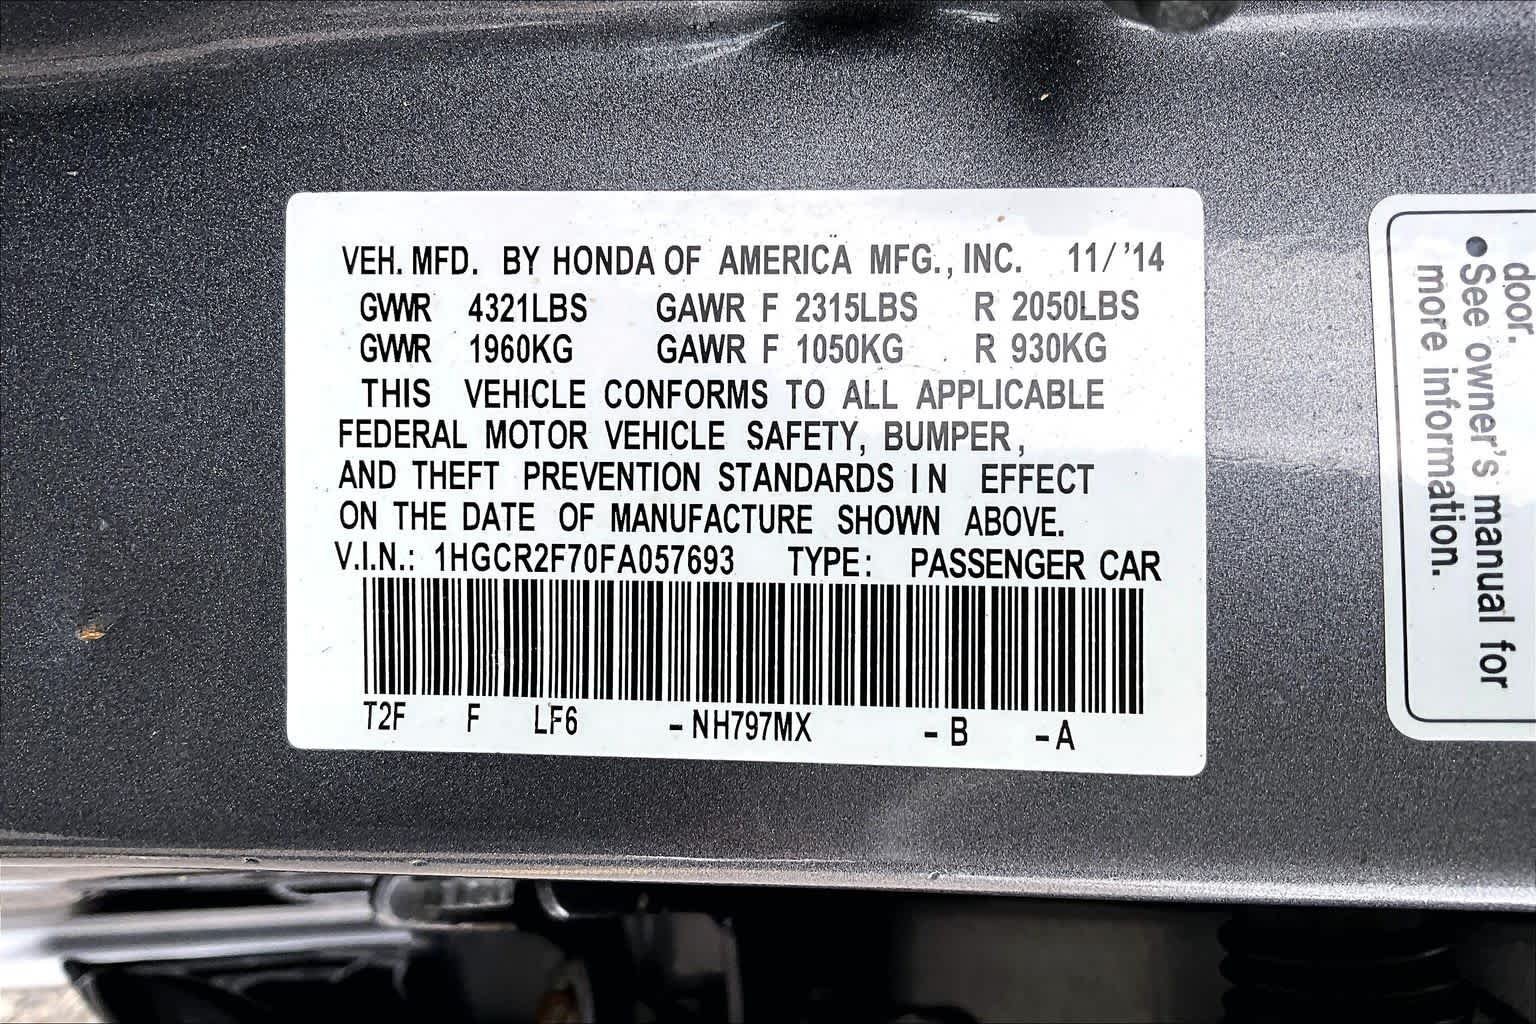 VEH. MFD. BY HONDA OF AMERICA MFG., INC. 11/'14
GWWR 4321LBS GAWR F 2315LBS R 2050LBS
GWWR 1960KG GAWR F 1050KG R 930KG
THIS VEHICLE CONFORMS TO ALL APPLICABLE
FEDERAL MOTOR VEHICLE SAFETY, BUMPER,
AND THEFT PREVENTION STANDARDS IN EFFECT
ON THE DATE OF MANUFACTURE SHOWN ABOVE.
V.I.N.: 1HGCR2F70FA057693 TYPE: PASSENGER CAR
T2F F LF6 -NH797MX -B -A
door.
●See owner's manual for
more information.